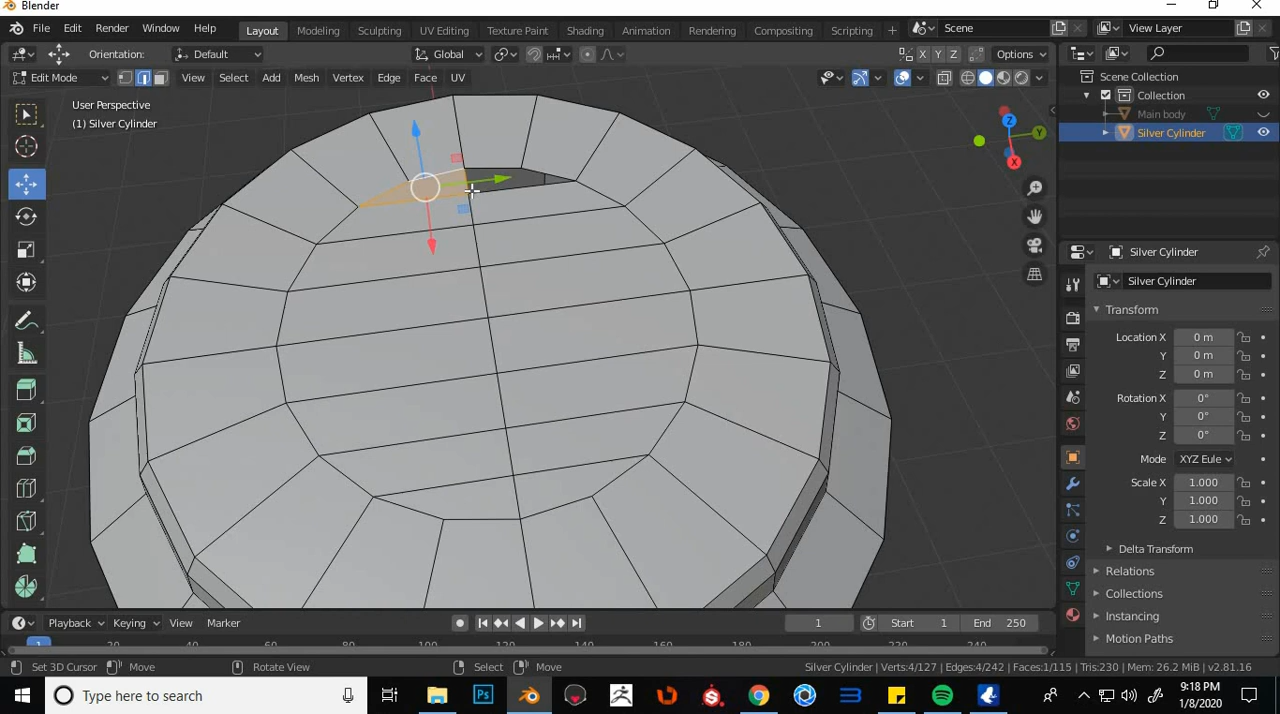 Blender
File Edit Render Window Help Layout Modeling Sculpting UV Editing Texture Paint Shading Animation Rendering Compositing Scripting + Scene View Layer
Orientation: Default Global X Y Z Options
Edit Mode View Select Add Mesh Vertex Edge Face UV
User Perspective
(1) Silver Cylinder
Scene Collection
Collection
Main body
Silver Cylinder
Z
Y
X
Silver Cylinder
Silver Cylinder
Transform
Location X 0 m
Y 0 m
Z 0 m
Rotation X 0°
Y 0°
Z 0°
Mode XYZ Eule
Scale X 1.000
Y 1.000
Z 1.000
Delta Transform
Relations
Collections
Instancing
Motion Paths
Playback Keying View Marker 1 Start 1 End 250
1
Set 3D Cursor Move Rotate View Select Move Silver Cylinder | Verts:4/127 | Edges:4/242 | Faces:1/115 | Tris:230 | Mem: 26.2 MiB | v2.81.16
Type here to search Ps
9:18 PM
1/8/2020